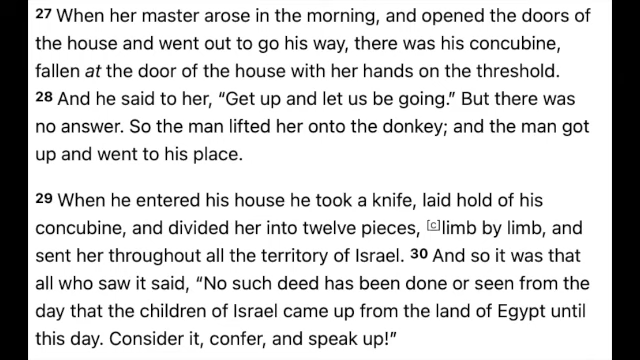 27 When her master arose in the morning, and opened the doors of
the house and went out to go his way, there was his concubine,
fallen at the door of the house with her hands on the threshold.
28 And he said to her, “Get up and let us be going.” But there was
no answer. So the man lifted her onto the donkey; and the man got
up and went to his place.
29 When he entered his house he took a knife, laid hold of his
concubine, and divided her into twelve pieces, [c]limb by limb, and
sent her throughout all the territory of Israel. 30 And so it was that
all who saw it said, “No such deed has been done or seen from the
day that the children of Israel came up from the land of Egypt until
this day. Consider it, confer, and speak up!”